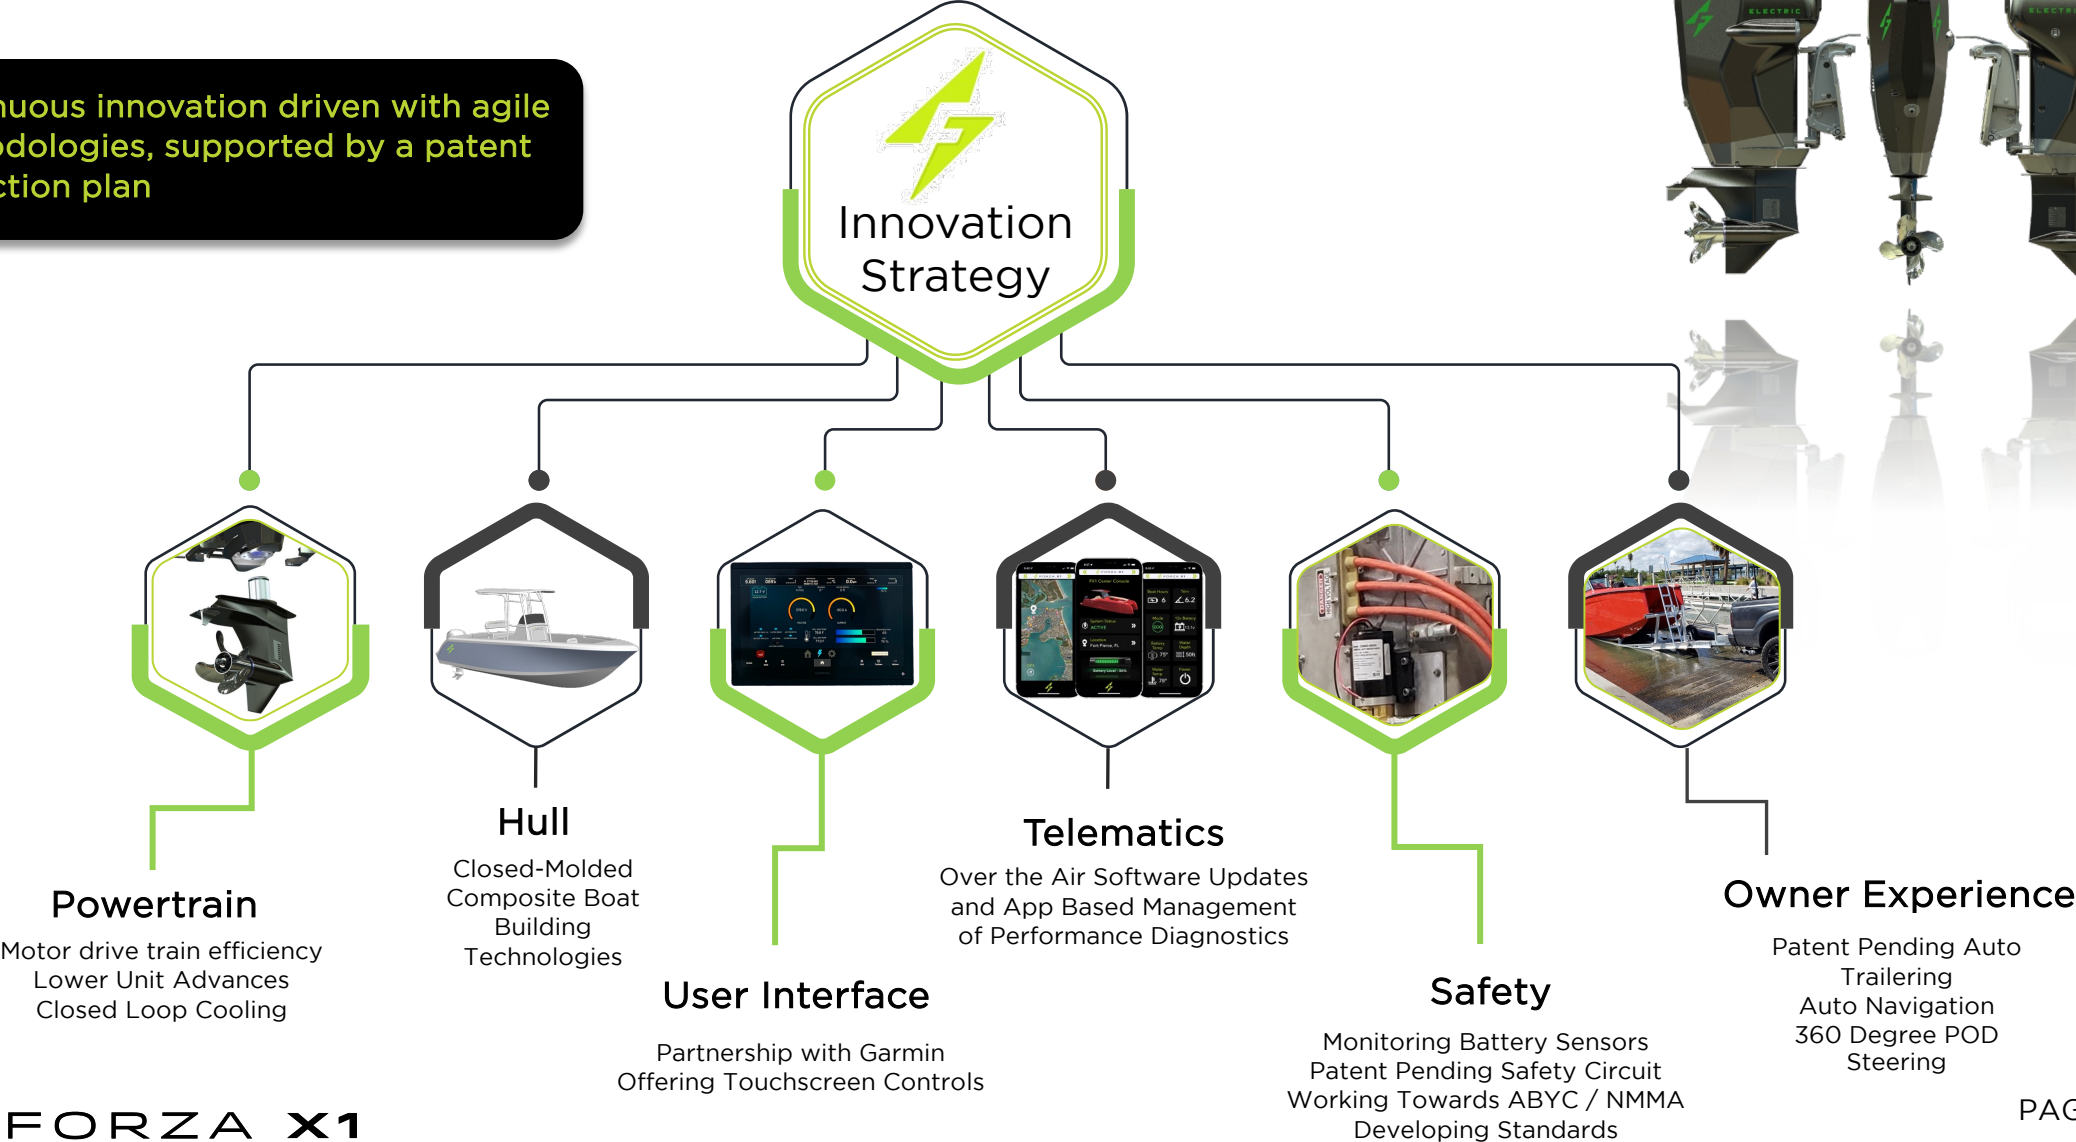 nuous innovation driven with agile
odologies, supported by a patent
ction plan
ELECTRIC
Innovation
Strategy
Powertrain
Motor drive train efficiency
Lower Unit Advances
Closed Loop Cooling
Hull
Closed-Molded
Composite Boat
Building
Technologies
User Interface
Partnership with Garmin
Offering Touchscreen Controls
Telematics
Over the Air Software Updates
and App Based Management
of Performance Diagnostics
Safety
Monitoring Battery Sensors
Patent Pending Safety Circuit
Working Towards ABYC / NMMA
Developing Standards
Owner Experience
Patent Pending Auto
Trailering
Auto Navigation
360 Degree POD
Steering
FORZA X1
PAG